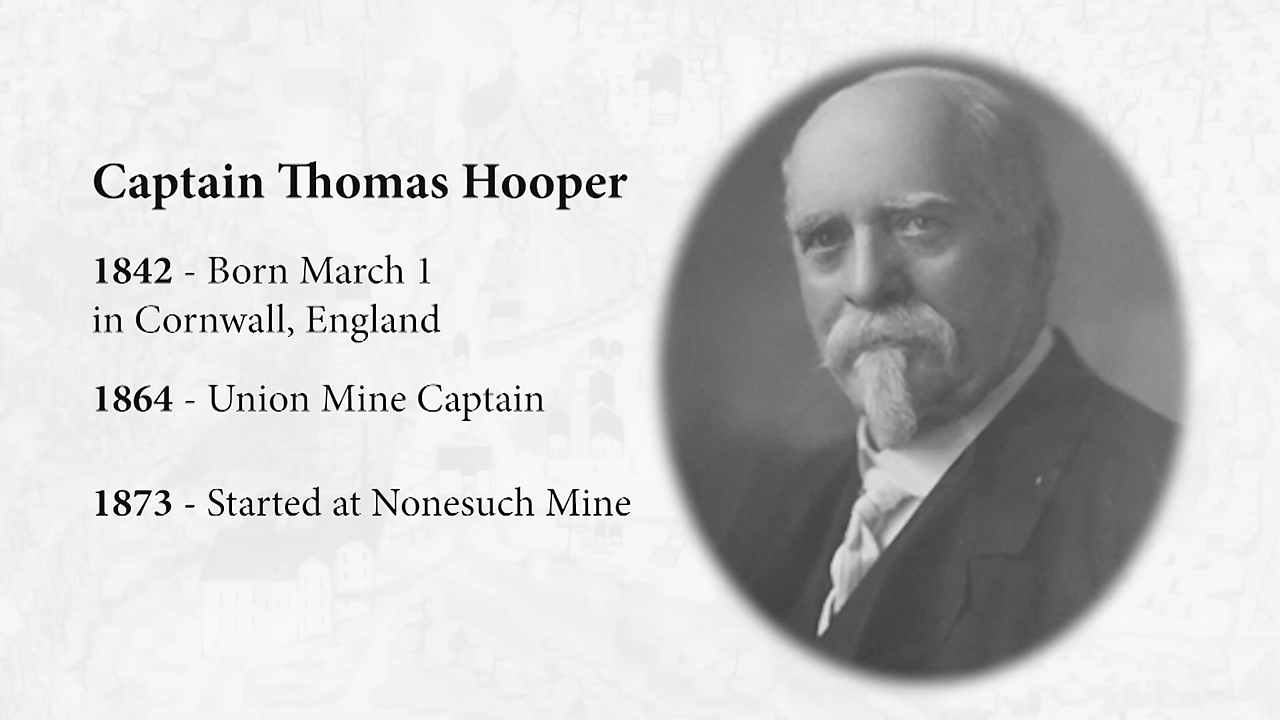 Captain Thomas Hooper
1842 - Born March 1
in Cornwall, England
1864 - Union Mine Captain
1873 - Started at Nonesuch Mine